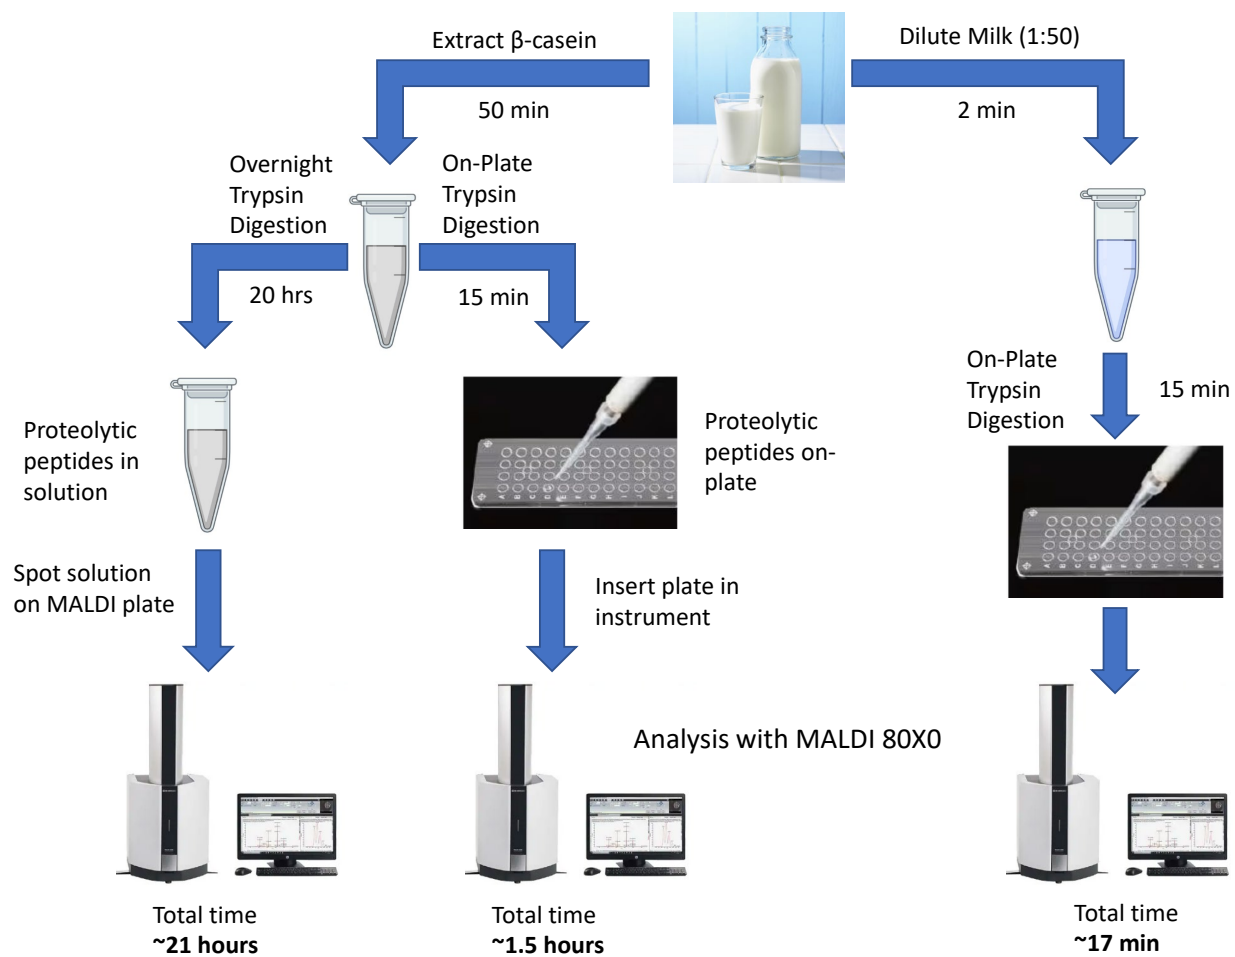 Extract β-casein
50 min
Dilute Milk (1:50)
2 min
Overnight
Trypsin
Digestion
20 hrs
On-Plate
Trypsin
Digestion
15 min
On-Plate
Trypsin
Digestion
15 min
Proteolytic
peptides in
solution
Proteolytic
peptides on-
plate
Spot solution
on MALDI plate
Insert plate in
instrument
Analysis with MALDI 80X0
Total time
~21 hours
Total time
~1.5 hours
Total time
~17 min